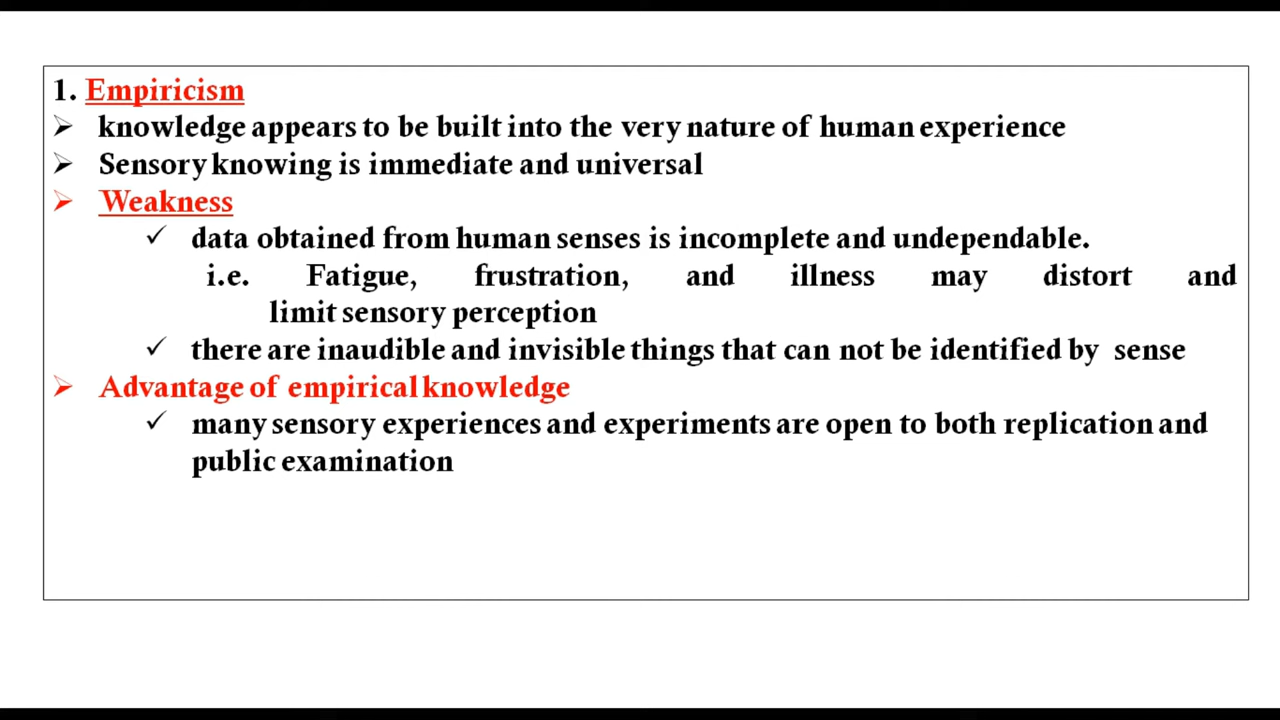 1. Empiricism
➢ knowledge appears to be built into the very nature of human experience
➢ Sensory knowing is immediate and universal
➢ Weakness
✓ data obtained from human senses is incomplete and undependable.
i.e. Fatigue, frustration, and illness may distort and
limit sensory perception
✓ there are inaudible and invisible things that can not be identified by sense
➢ Advantage of empirical knowledge
✓ many sensory experiences and experiments are open to both replication and
public examination